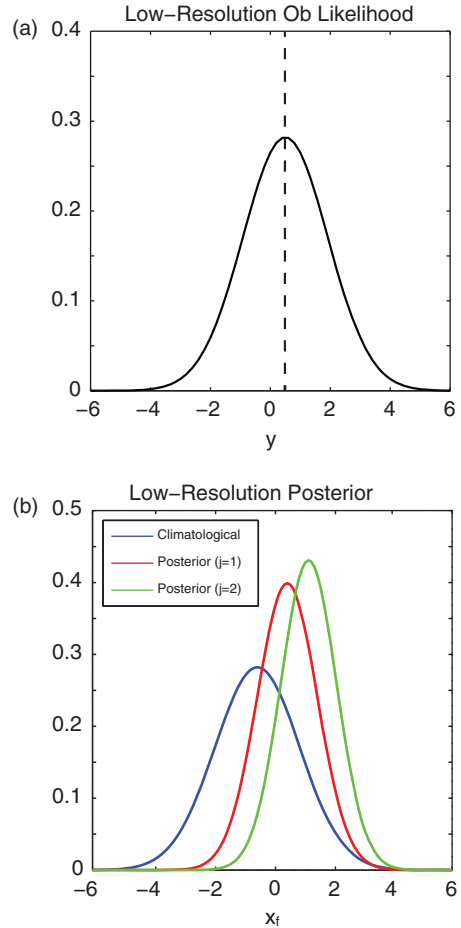 (a)
Low−Resolution Ob Likelihood
0.4
0.3
0.2
0.1
0
−6 −4 −2 0 2 4 6
y
(b)
Low−Resolution Posterior
0.5
Climatological
Posterior (j=1)
Posterior (j=2)
0.4
0.3
0.2
0.1
0
−6 −4 −2 0 2 4 6
x_f